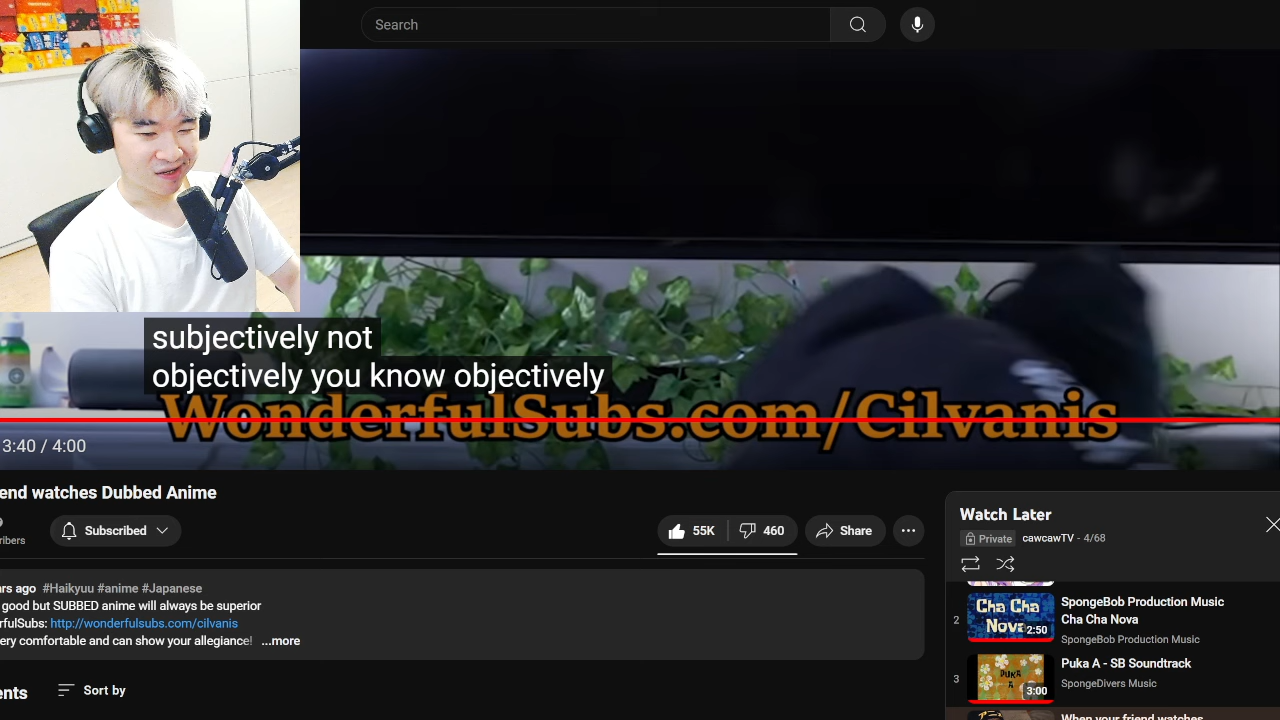 Search
subjectively not
objectively you know objectively
WonderfulSubs.com/Cilvanis
3:40 / 4:00
end watches Dubbed Anime
ribers
Subscribed
55K
460
Share
rs ago #Haikyuu #anime #Japanese
good but SUBBED anime will always be superior
rfulSubs: http://wonderfulsubs.com/cilvanis
ery comfortable and can show your allegiance! ...more
ents
Sort by
Watch Later
Private cawcawTV - 4/68
2
Cha Cha
Nova
2:50
SpongeBob Production Music
Cha Cha Nova
SpongeBob Production Music
3
PUKA
A
3:00
Puka A - SB Soundtrack
SpongeDivers Music
When your friend watches